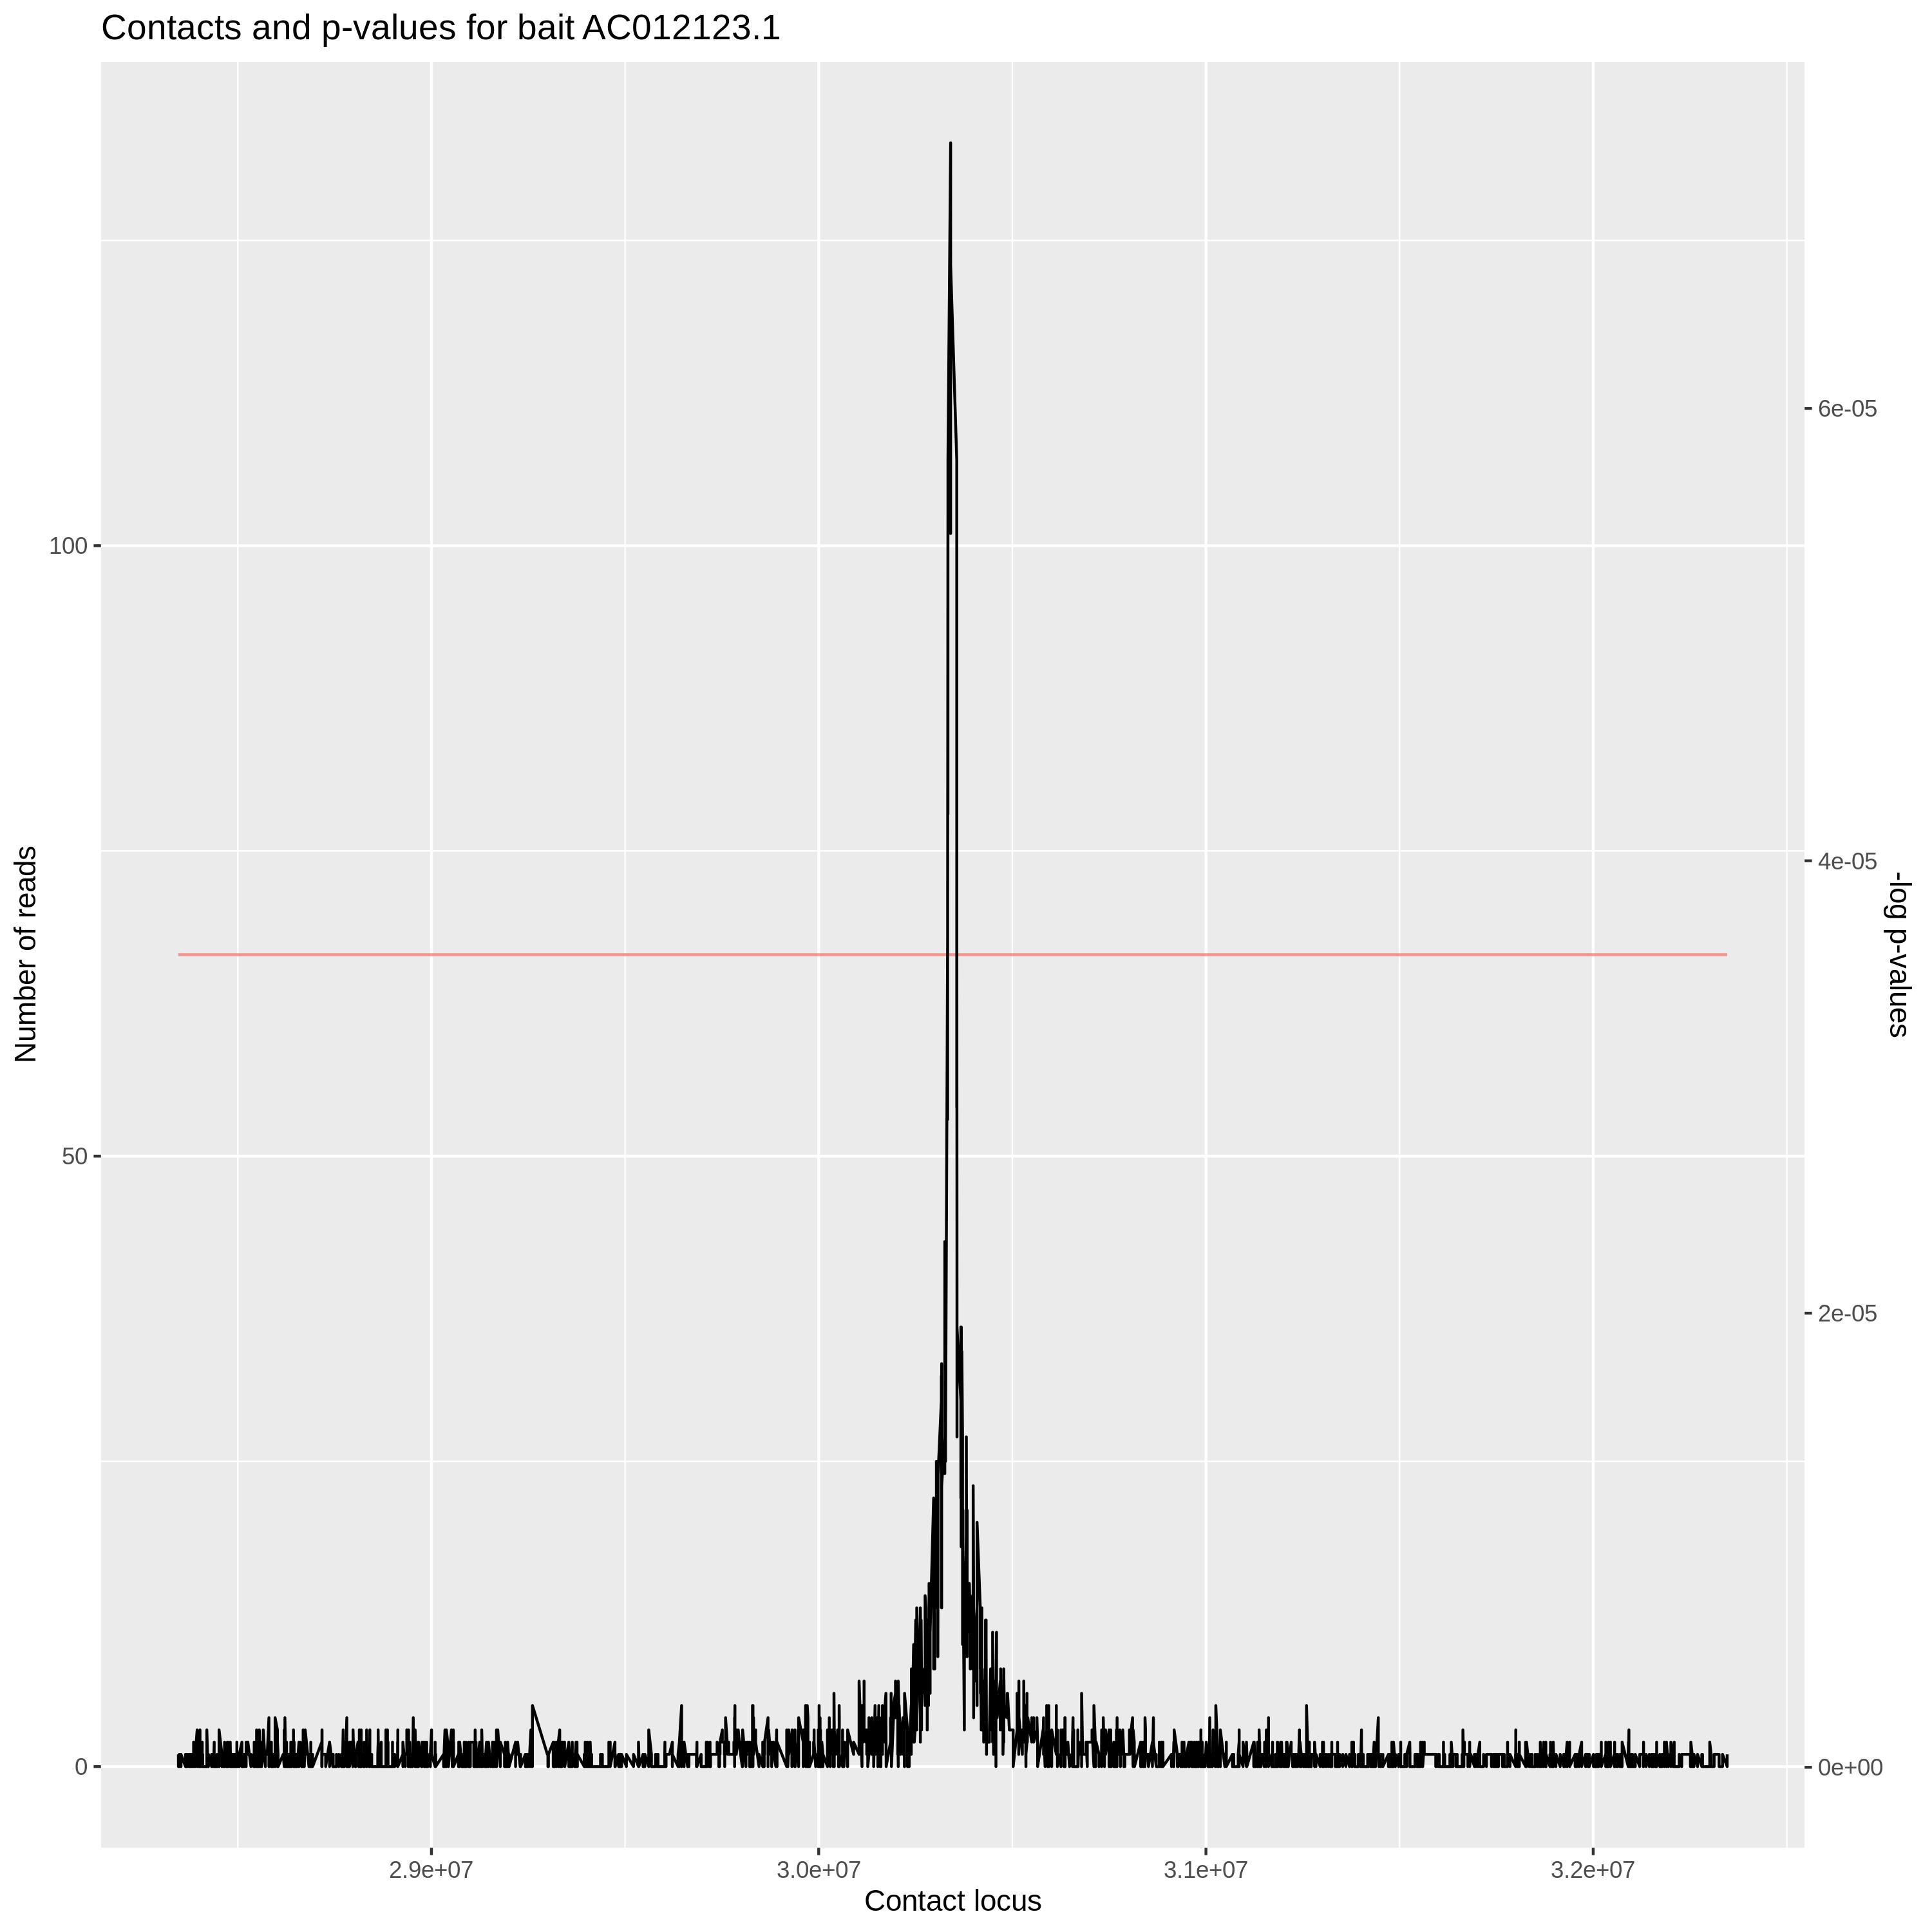 Contacts and p-values for bait AC012123.1
Number of reads
100
50
0
6e-05
4e-05
2e-05
0e+00
-log p-values
2.9e+07 3.0e+07 3.1e+07 3.2e+07
Contact locus